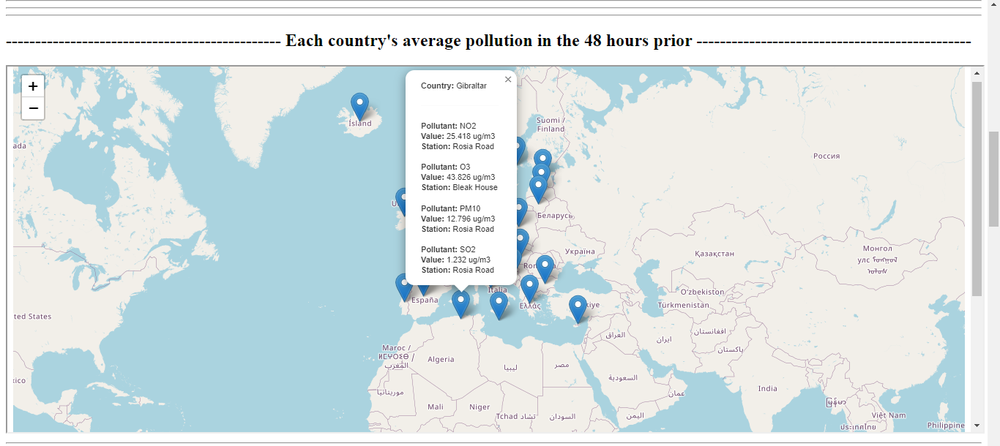 ------------------------------------------------ Each country's average pollution in the 48 hours prior ------------------------------------------------
+
−
×
Country: Gibraltar
Pollutant: NO2
Value: 25.418 ug/m3
Station: Rosia Road
Pollutant: O3
Value: 43.826 ug/m3
Station: Bleak House
Pollutant: PM10
Value: 12.796 ug/m3
Station: Rosia Road
Pollutant: SO2
Value: 1.232 ug/m3
Station: Rosia Road
Ísland
Suomi /
Finland
ada
Россия
Беларусь
Україна
Қазақстан
Монгол
улс
O'zbekiston
Türkmenistan
Italia
España
Ελλάς
kiye
ted States
افغانستان
ایران
العراق
پاکستان
Maroc /
ⵍⵎⵖⵔⵉⴱ /
المغرب
Algeria
ليبيا
مصر
السعودية
India
عمان
موريتانيا
Mali
Niger
Tchad تشاد
السودان
اليمن
မြန်မာ
Việt Nam
ประเทศไทย
Philippine
xico